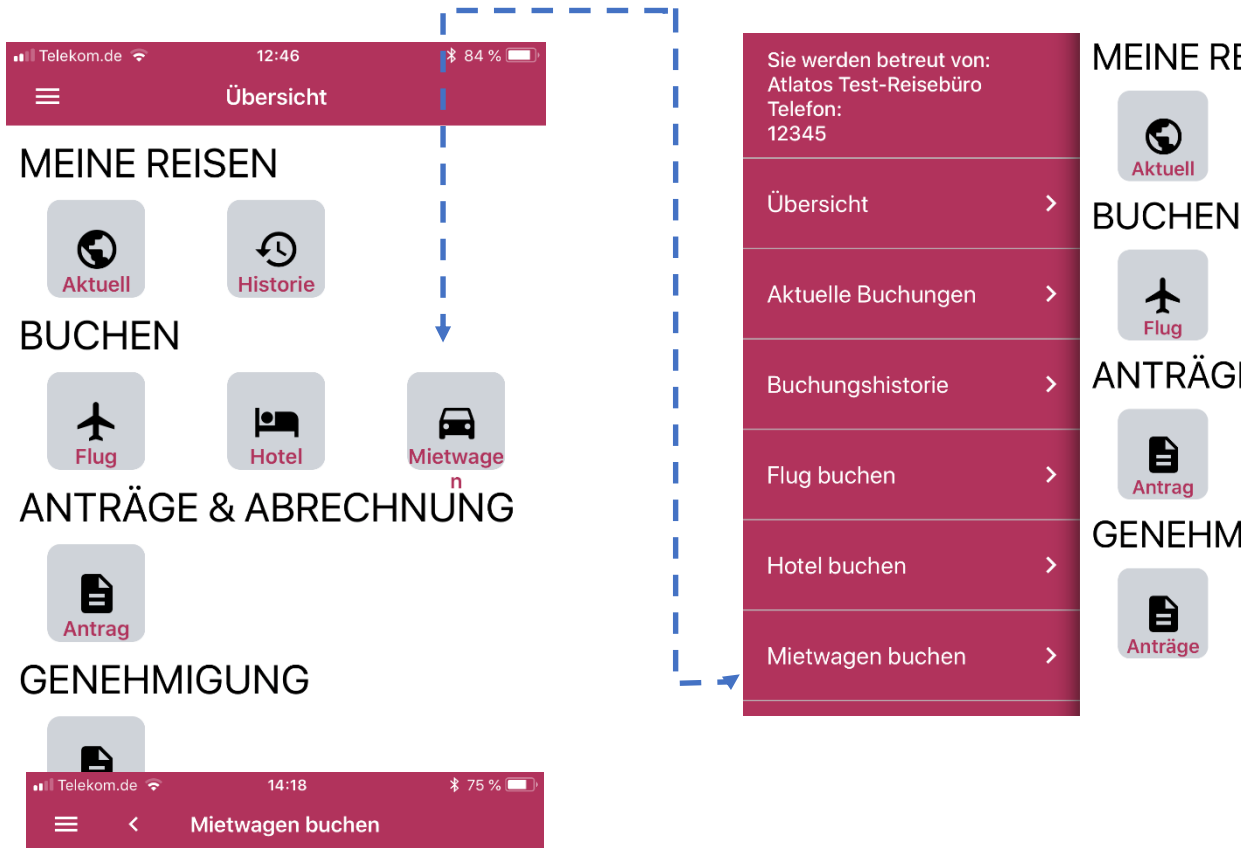 Telekom.de 12:46 84 %
Übersicht
MEINE REISEN
Aktuell Historie
BUCHEN
Flug Hotel Mietwage
n
ANTRÄGE & ABRECHNUNG
Antrag
GENEHMIGUNG
Telekom.de 14:18 75 %
Mietwagen buchen
Sie werden betreut von:
Atlatos Test-Reisebüro
Telefon:
12345
Übersicht
Aktuelle Buchungen
Buchungshistorie
Flug buchen
Hotel buchen
Mietwagen buchen
MEINE RE
Aktuell
BUCHEN
Flug
ANTRÄGE
Antrag
GENEHM
Anträge